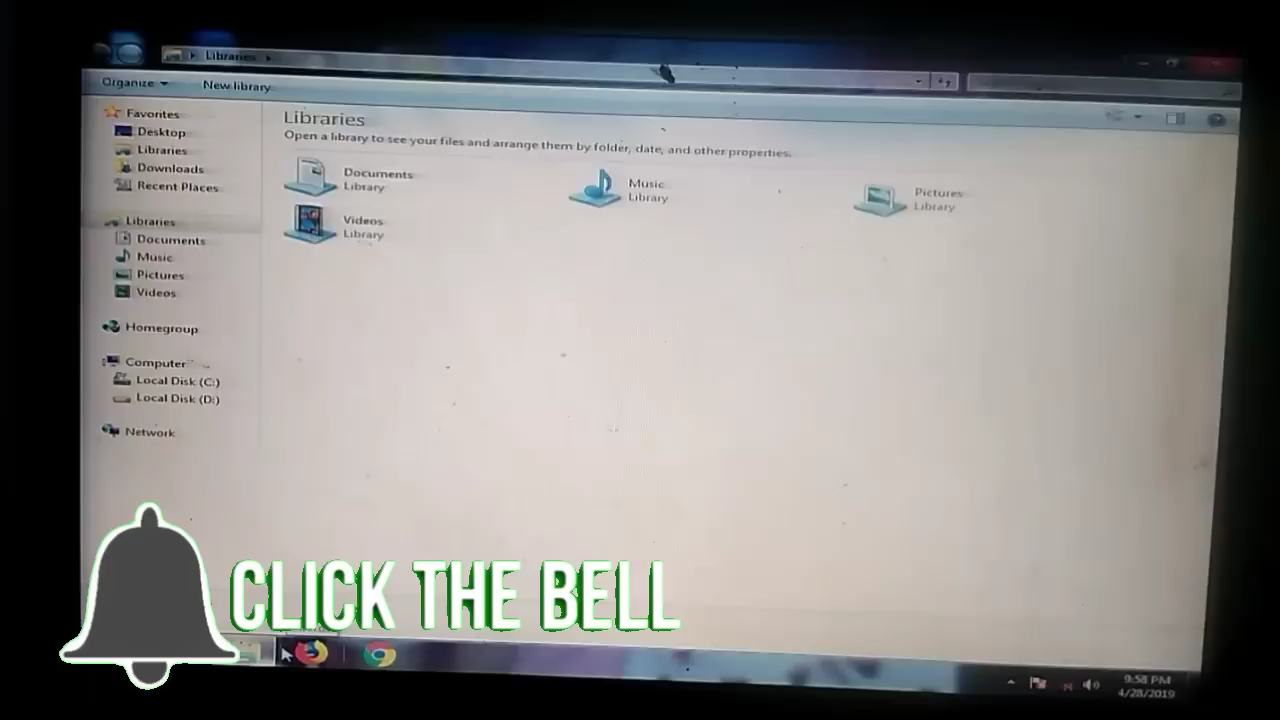 Libraries
Organize
New library
Favorites
Desktop
Libraries
Downloads
Recent Places
Libraries
Documents
Music
Pictures
Videos
Homegroup
Computer
Local Disk (C:)
Local Disk (D:)
Network
Libraries
Open a library to see your files and arrange them by folder, date, and other properties.
Documents
Library
Music
Library
Pictures
Library
Videos
Library
CLICK THE BELL
9:58 PM
4/28/2019